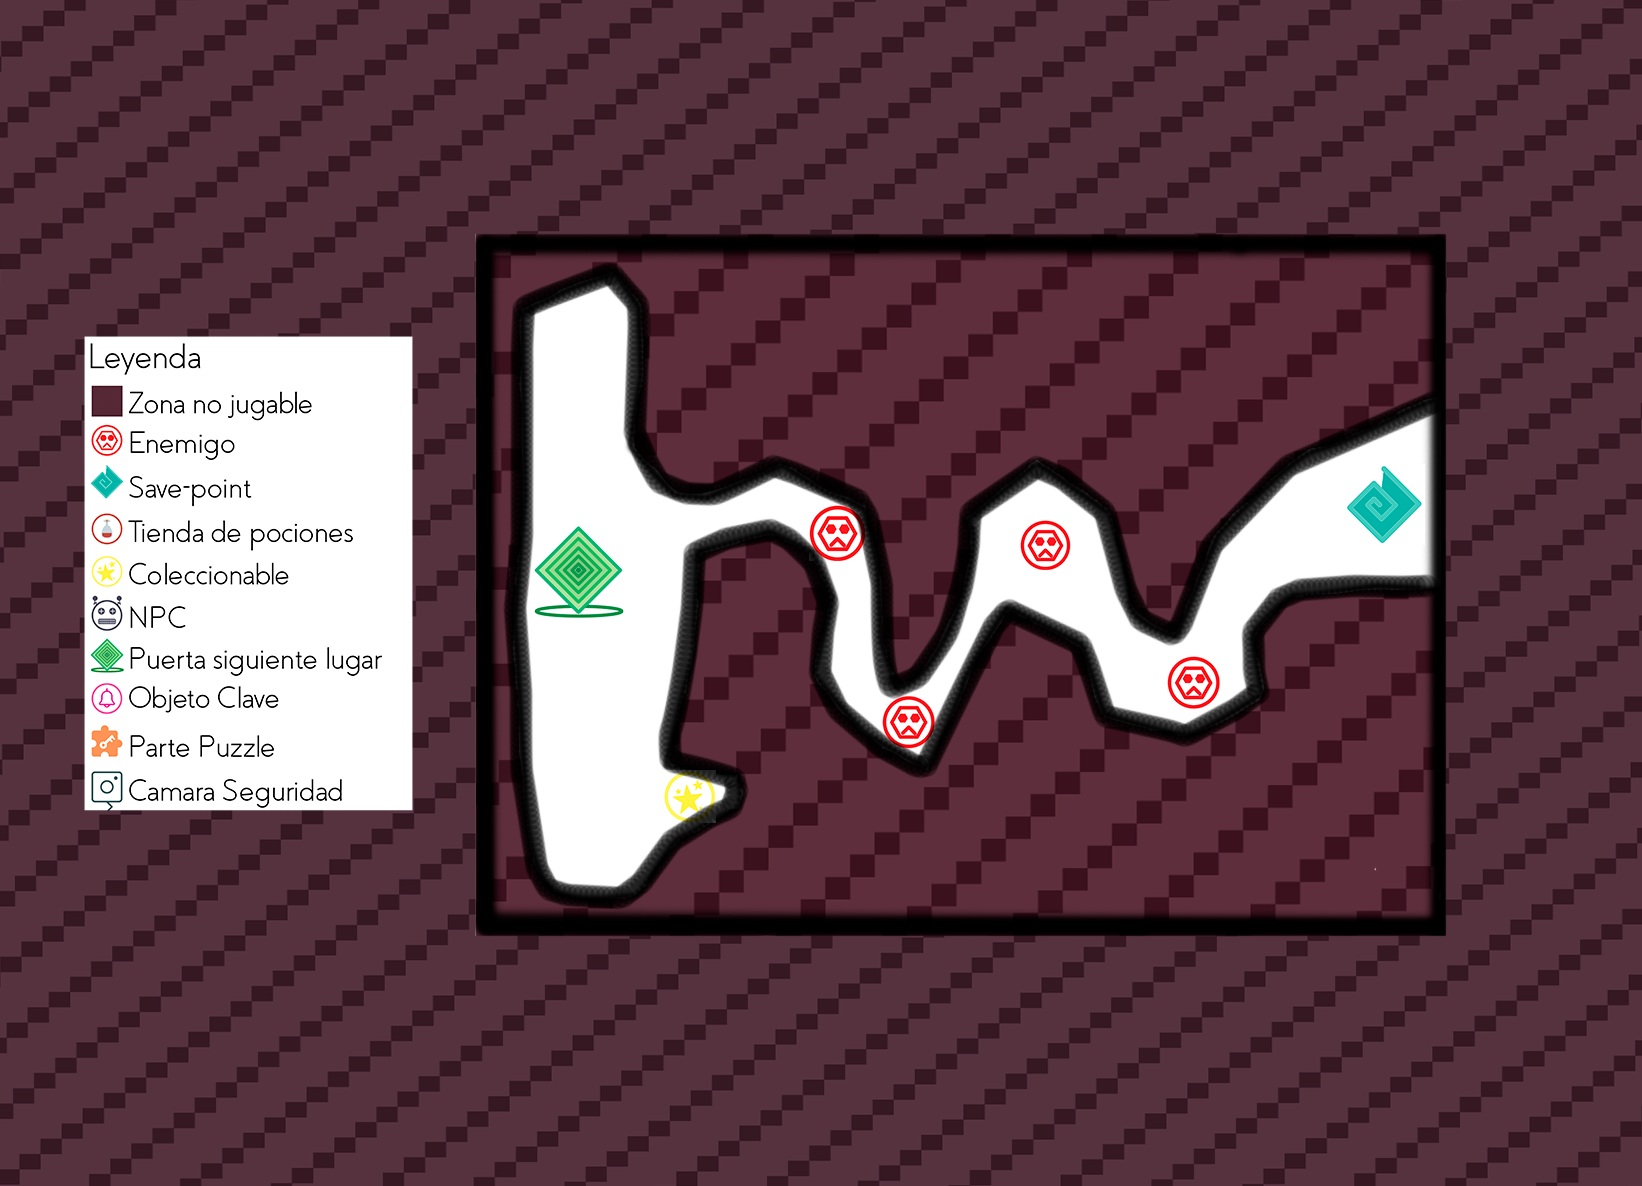 Leyenda
Zona no jugable
Enemigo
Save-point
Tienda de pociones
Coleccionable
NPC
Puerta siguiente lugar
Objeto Clave
Parte Puzzle
Camara Seguridad